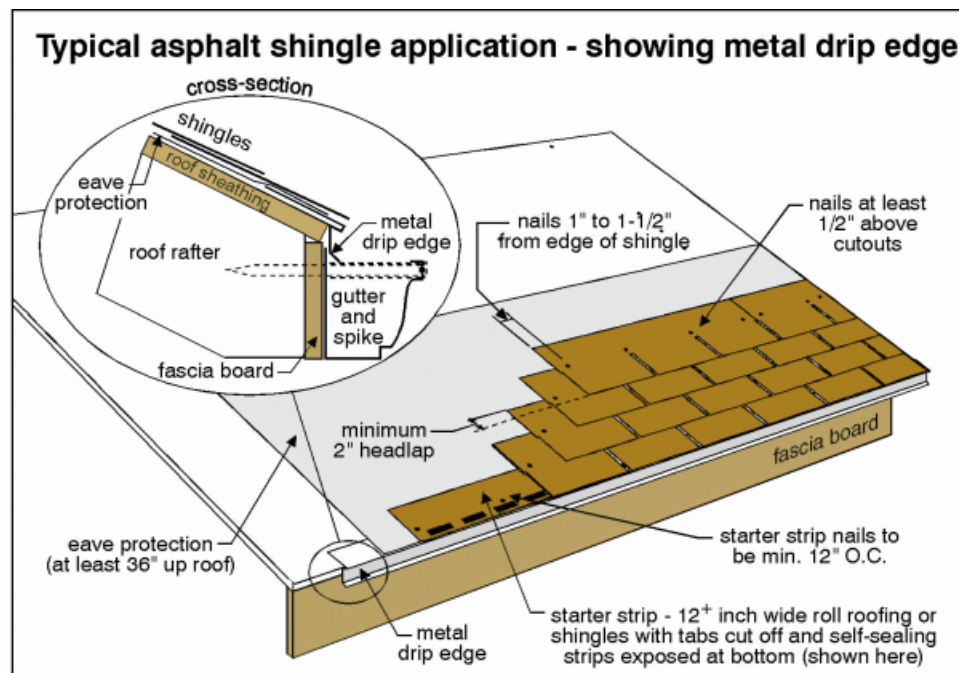 Typical asphalt shingle application - showing metal drip edge
cross-section
shingles
roof sheathing
eave
protection
metal
drip edge
roof rafter
gutter
and
spike
fascia board
nails 1" to 1-1/2"
from edge of shingle
nails at least
1/2" above
cutouts
minimum
2" headlap
fascia board
eave protection
(at least 36" up roof)
starter strip nails to
be min. 12" O.C.
metal
drip edge
starter strip - 12+ inch wide roll roofing or
shingles with tabs cut off and self-sealing
strips exposed at bottom (shown here)